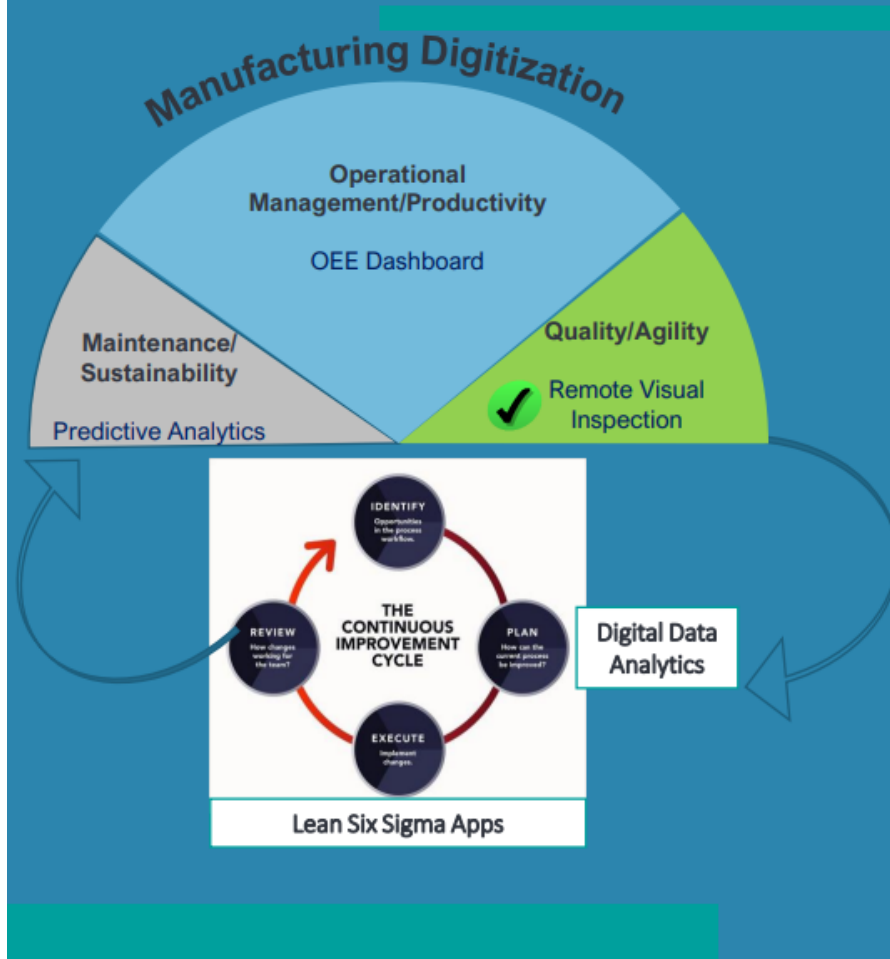 Manufacturing Digitization
Operational
Management/Productivity
OEE Dashboard
Maintenance/
Sustainability
Predictive Analytics
Quality/Agility
Remote Visual
Inspection
IDENTIFY
Opportunities
in the process
workflow.
THE
CONTINUOUS
IMPROVEMENT
CYCLE
REVIEW
How changes
working for
the team?
PLAN
How can the
current process
be improved?
EXECUTE
Implement
changes.
Digital Data
Analytics
Lean Six Sigma Apps